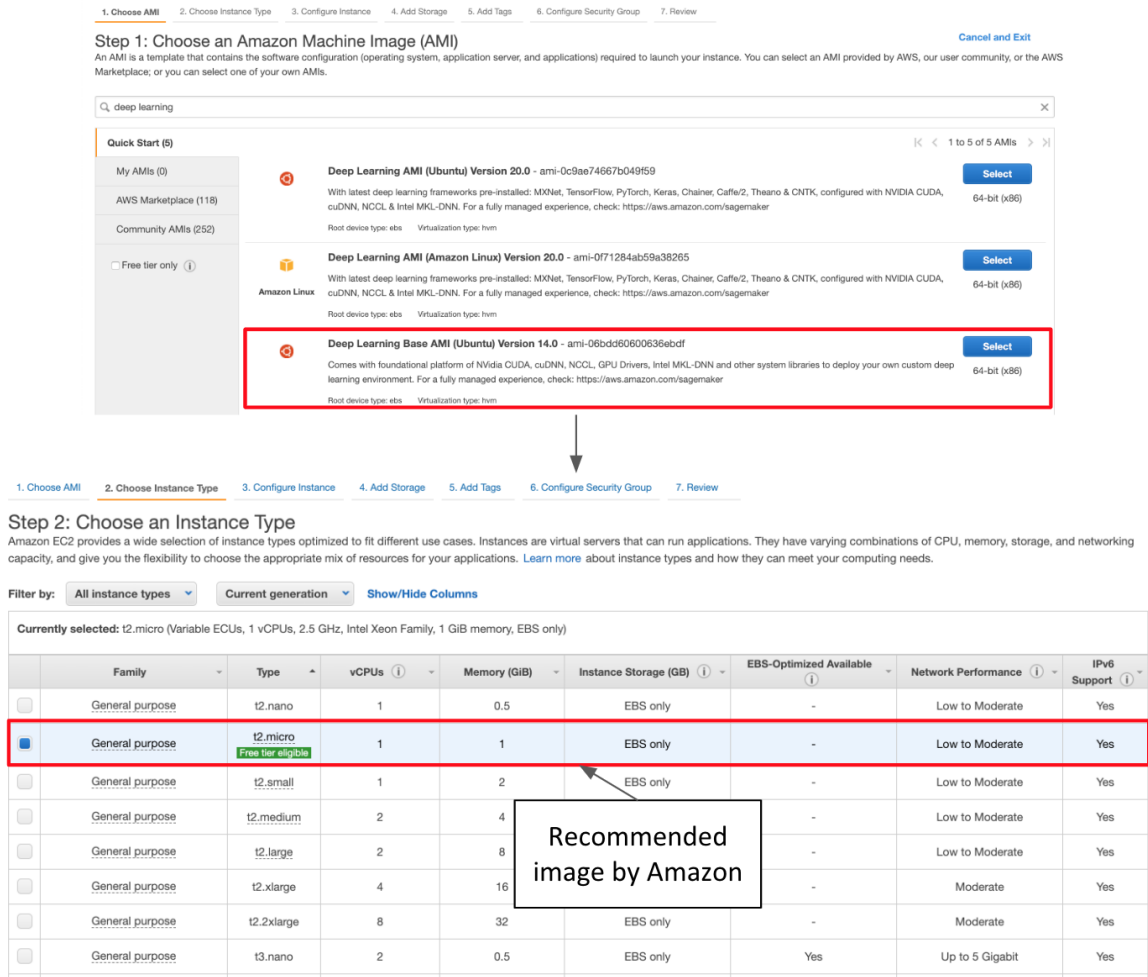 1. Choose AMI 2. Choose Instance Type 3. Configure Instance 4. Add Storage 5. Add Tags 6. Configure Security Group 7. Review
Step 1: Choose an Amazon Machine Image (AMI)
Cancel and Exit
An AMI is a template that contains the software configuration (operating system, application server, and applications) required to launch your instance. You can select an AMI provided by AWS, our user community, or the AWS
Marketplace; or you can select one of your own AMIs.
deep learning
Quick Start (5)
1 to 5 of 5 AMIs
My AMIs (0)
AWS Marketplace (118)
Community AMIs (252)
Free tier only
Deep Learning AMI (Ubuntu) Version 20.0 - ami-0c9ae74667b049f59
Select
With latest deep learning frameworks pre-installed: MXNet, TensorFlow, PyTorch, Keras, Chainer, Caffe/2, Theano & CNTK, configured with NVIDIA CUDA,
cuDNN, NCCL & Intel MKL-DNN. For a fully managed experience, check: https://aws.amazon.com/sagemaker
64-bit (x86)
Root device type: ebs Virtualization type: hvm
Deep Learning AMI (Amazon Linux) Version 20.0 - ami-0f71284ab59a38265
Select
Amazon Linux
With latest deep learning frameworks pre-installed: MXNet, TensorFlow, PyTorch, Keras, Chainer, Caffe/2, Theano & CNTK, configured with NVIDIA CUDA,
cuDNN, NCCL & Intel MKL-DNN. For a fully managed experience, check: https://aws.amazon.com/sagemaker
64-bit (x86)
Root device type: ebs Virtualization type: hvm
Deep Learning Base AMI (Ubuntu) Version 14.0 - ami-06bdd60600636ebdf
Select
Comes with foundational platform of NVidia CUDA, cuDNN, NCCL, GPU Drivers, Intel MKL-DNN and other system libraries to deploy your own custom deep
learning environment. For a fully managed experience, check: https://aws.amazon.com/sagemaker
64-bit (x86)
Root device type: ebs Virtualization type: hvm
1. Choose AMI 2. Choose Instance Type 3. Configure Instance 4. Add Storage 5. Add Tags 6. Configure Security Group 7. Review
Step 2: Choose an Instance Type
Amazon EC2 provides a wide selection of instance types optimized to fit different use cases. Instances are virtual servers that can run applications. They have varying combinations of CPU, memory, storage, and networking
capacity, and give you the flexibility to choose the appropriate mix of resources for your applications. Learn more about instance types and how they can meet your computing needs.
Filter by: All instance types Current generation Show/Hide Columns
Currently selected: t2.micro (Variable ECUs, 1 vCPUs, 2.5 GHz, Intel Xeon Family, 1 GiB memory, EBS only)
Family Type vCPUs Memory (GiB) Instance Storage (GB) EBS-Optimized Available Network Performance IPv6 Support
General purpose t2.nano 1 0.5 EBS only - Low to Moderate Yes
General purpose t2.micro 1 1 EBS only - Low to Moderate Yes
Free tier eligible
General purpose t2.small 1 2 EBS only - Low to Moderate Yes
General purpose t2.medium 2 4 - Low to Moderate Yes
General purpose t2.large 2 8 - Low to Moderate Yes
General purpose t2.xlarge 4 16 - Moderate Yes
General purpose t2.2xlarge 8 32 EBS only - Moderate Yes
General purpose t3.nano 2 0.5 EBS only Yes Up to 5 Gigabit Yes
Recommended
image by Amazon